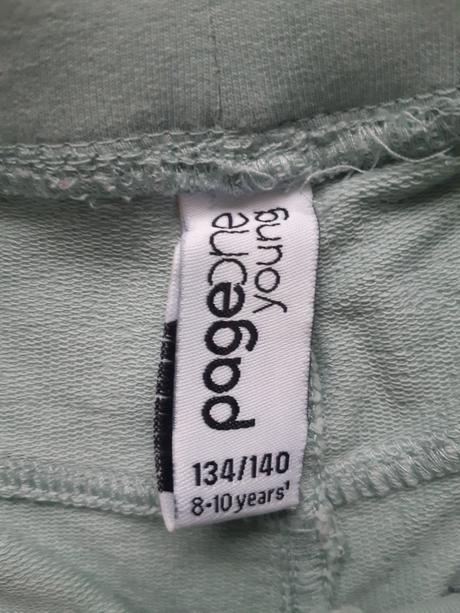 pageone
young
134/140
8-10 years¹